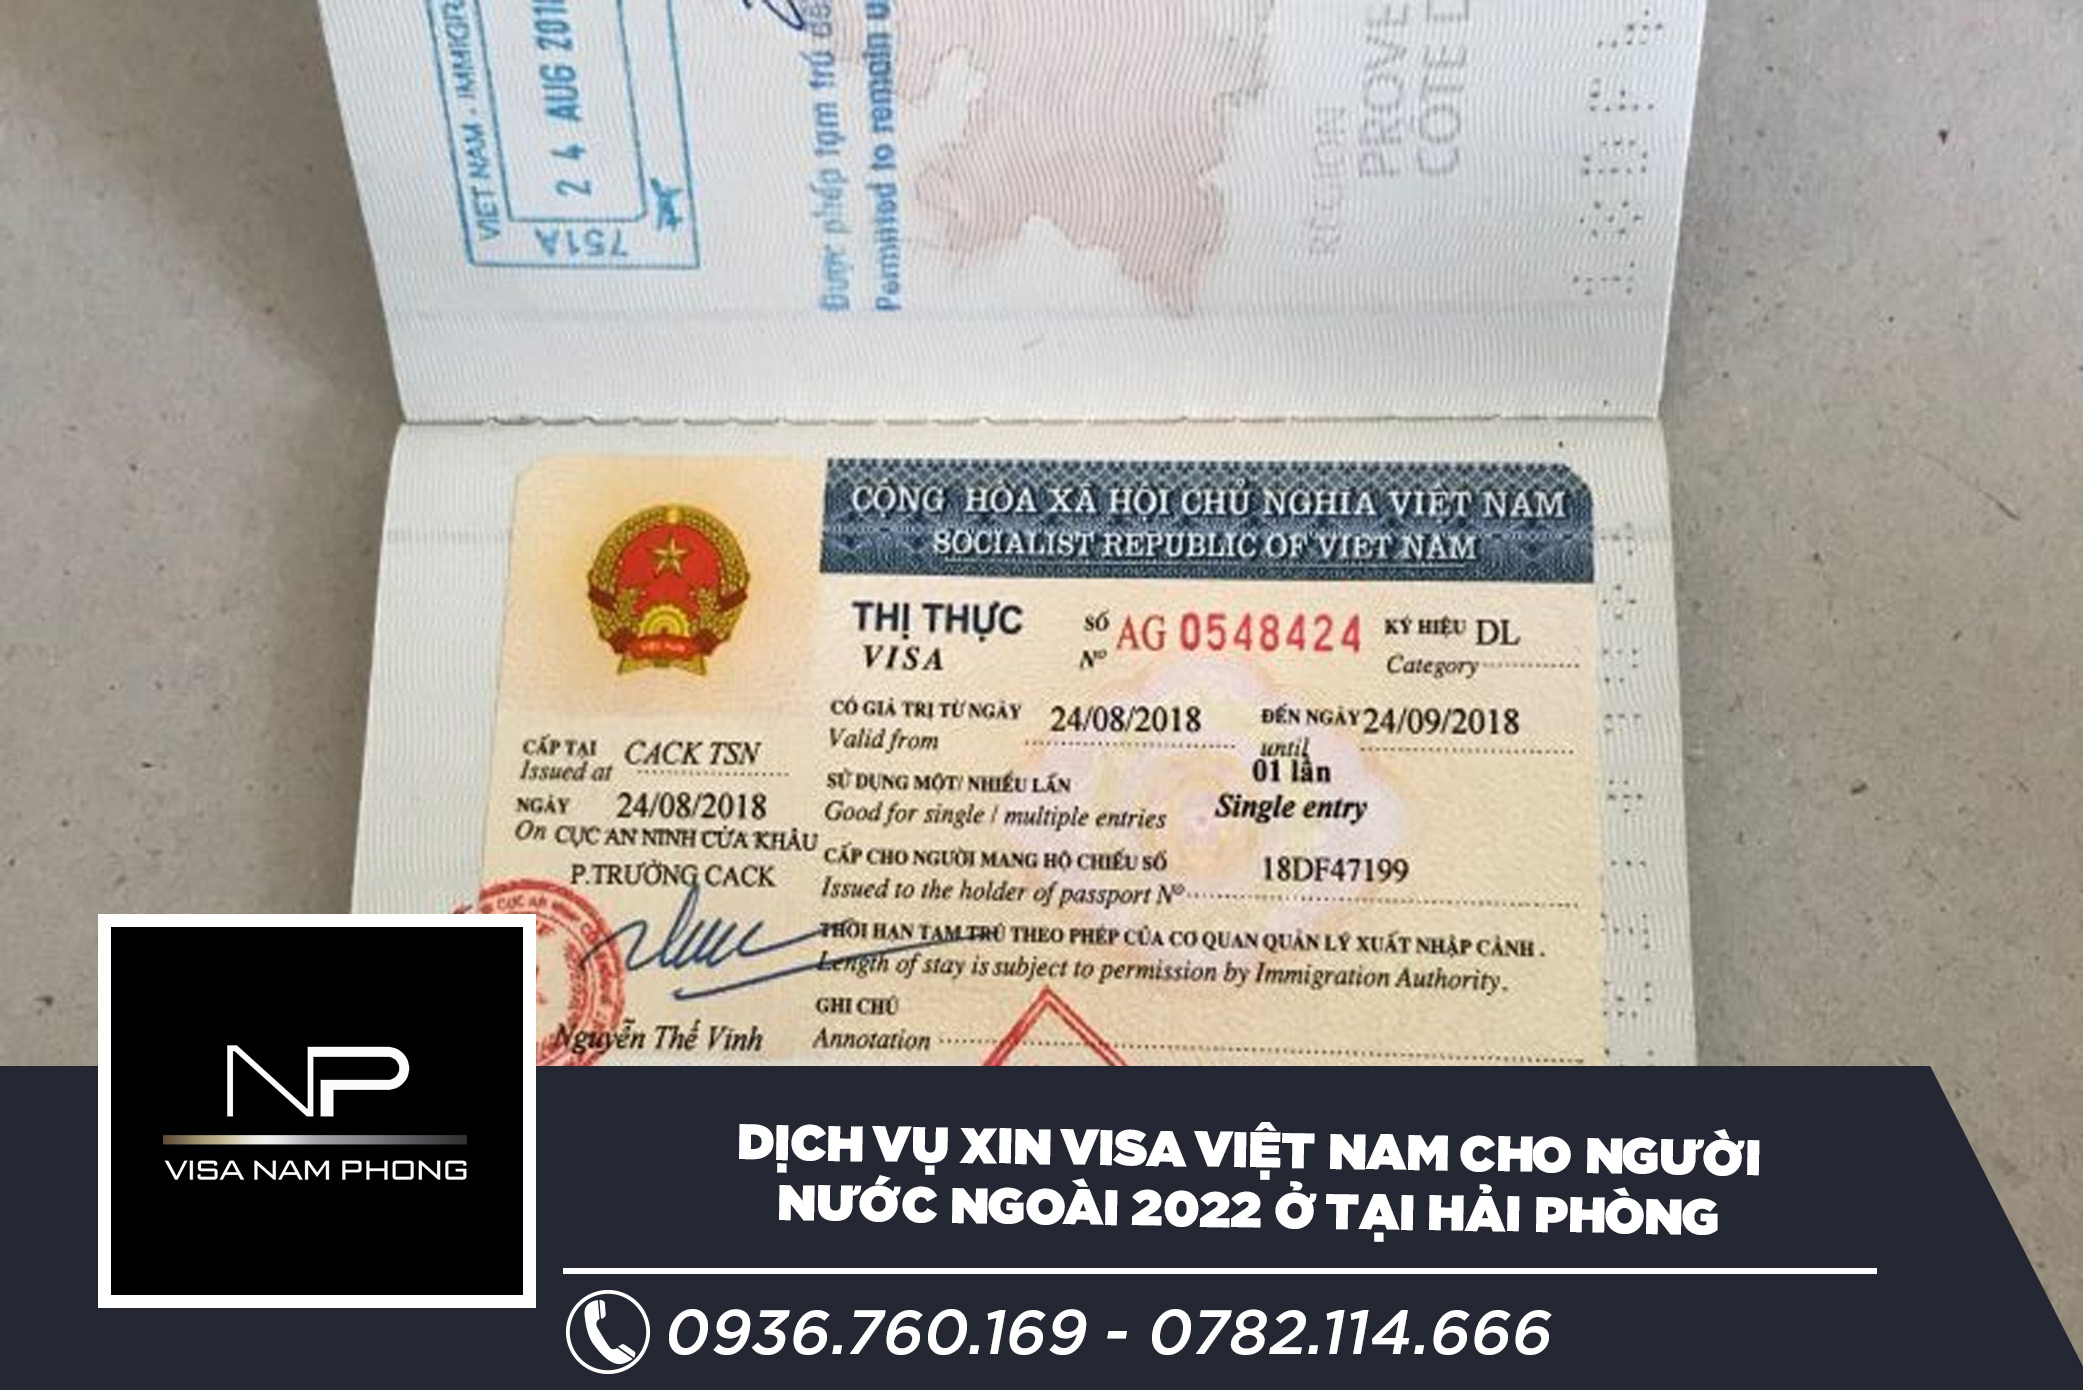 VIET NAM - IMMIGR
24 AUG 201
751A
Được phép tạm trú đế
Permitted to remain u
REGION
PROVE
COTE D
CỘNG HÒA XÃ HỘI CHỦ NGHĨA VIỆT NAM
SOCIALIST REPUBLIC OF VIET NAM
THỊ THỰC SỐ AG 0548424 KÝ HIỆU DL
VISA Nº Category
CÓ GIÁ TRỊ TỪ NGÀY 24/08/2018 ĐẾN NGÀY 24/09/2018
Valid from until
CẤP TẠI CACK TSN
Issued at
SỬ DỤNG MỘT/ NHIỀU LẦN 01 lần
Good for single / multiple entries Single entry
NGÀY 24/08/2018
On CỤC AN NINH CỬA KHẨU
P.TRƯỞNG CACK
CẤP CHO NGƯỜI MANG HỘ CHIẾU SỐ 18DF47199
Issued to the holder of passport Nº
THỜI HẠN TẠM TRÚ THEO PHÉP CỦA CƠ QUAN QUẢN LÝ XUẤT NHẬP CẢNH.
Length of stay is subject to permission by Immigration Authority.
GHI CHÚ
Nguyễn Thế Vinh Annotation
NP
VISA NAM PHONG
DỊCH VỤ XIN VISA VIỆT NAM CHO NGƯỜI
NƯỚC NGOÀI 2022 Ở TẠI HẢI PHÒNG
0936.760.169 - 0782.114.666